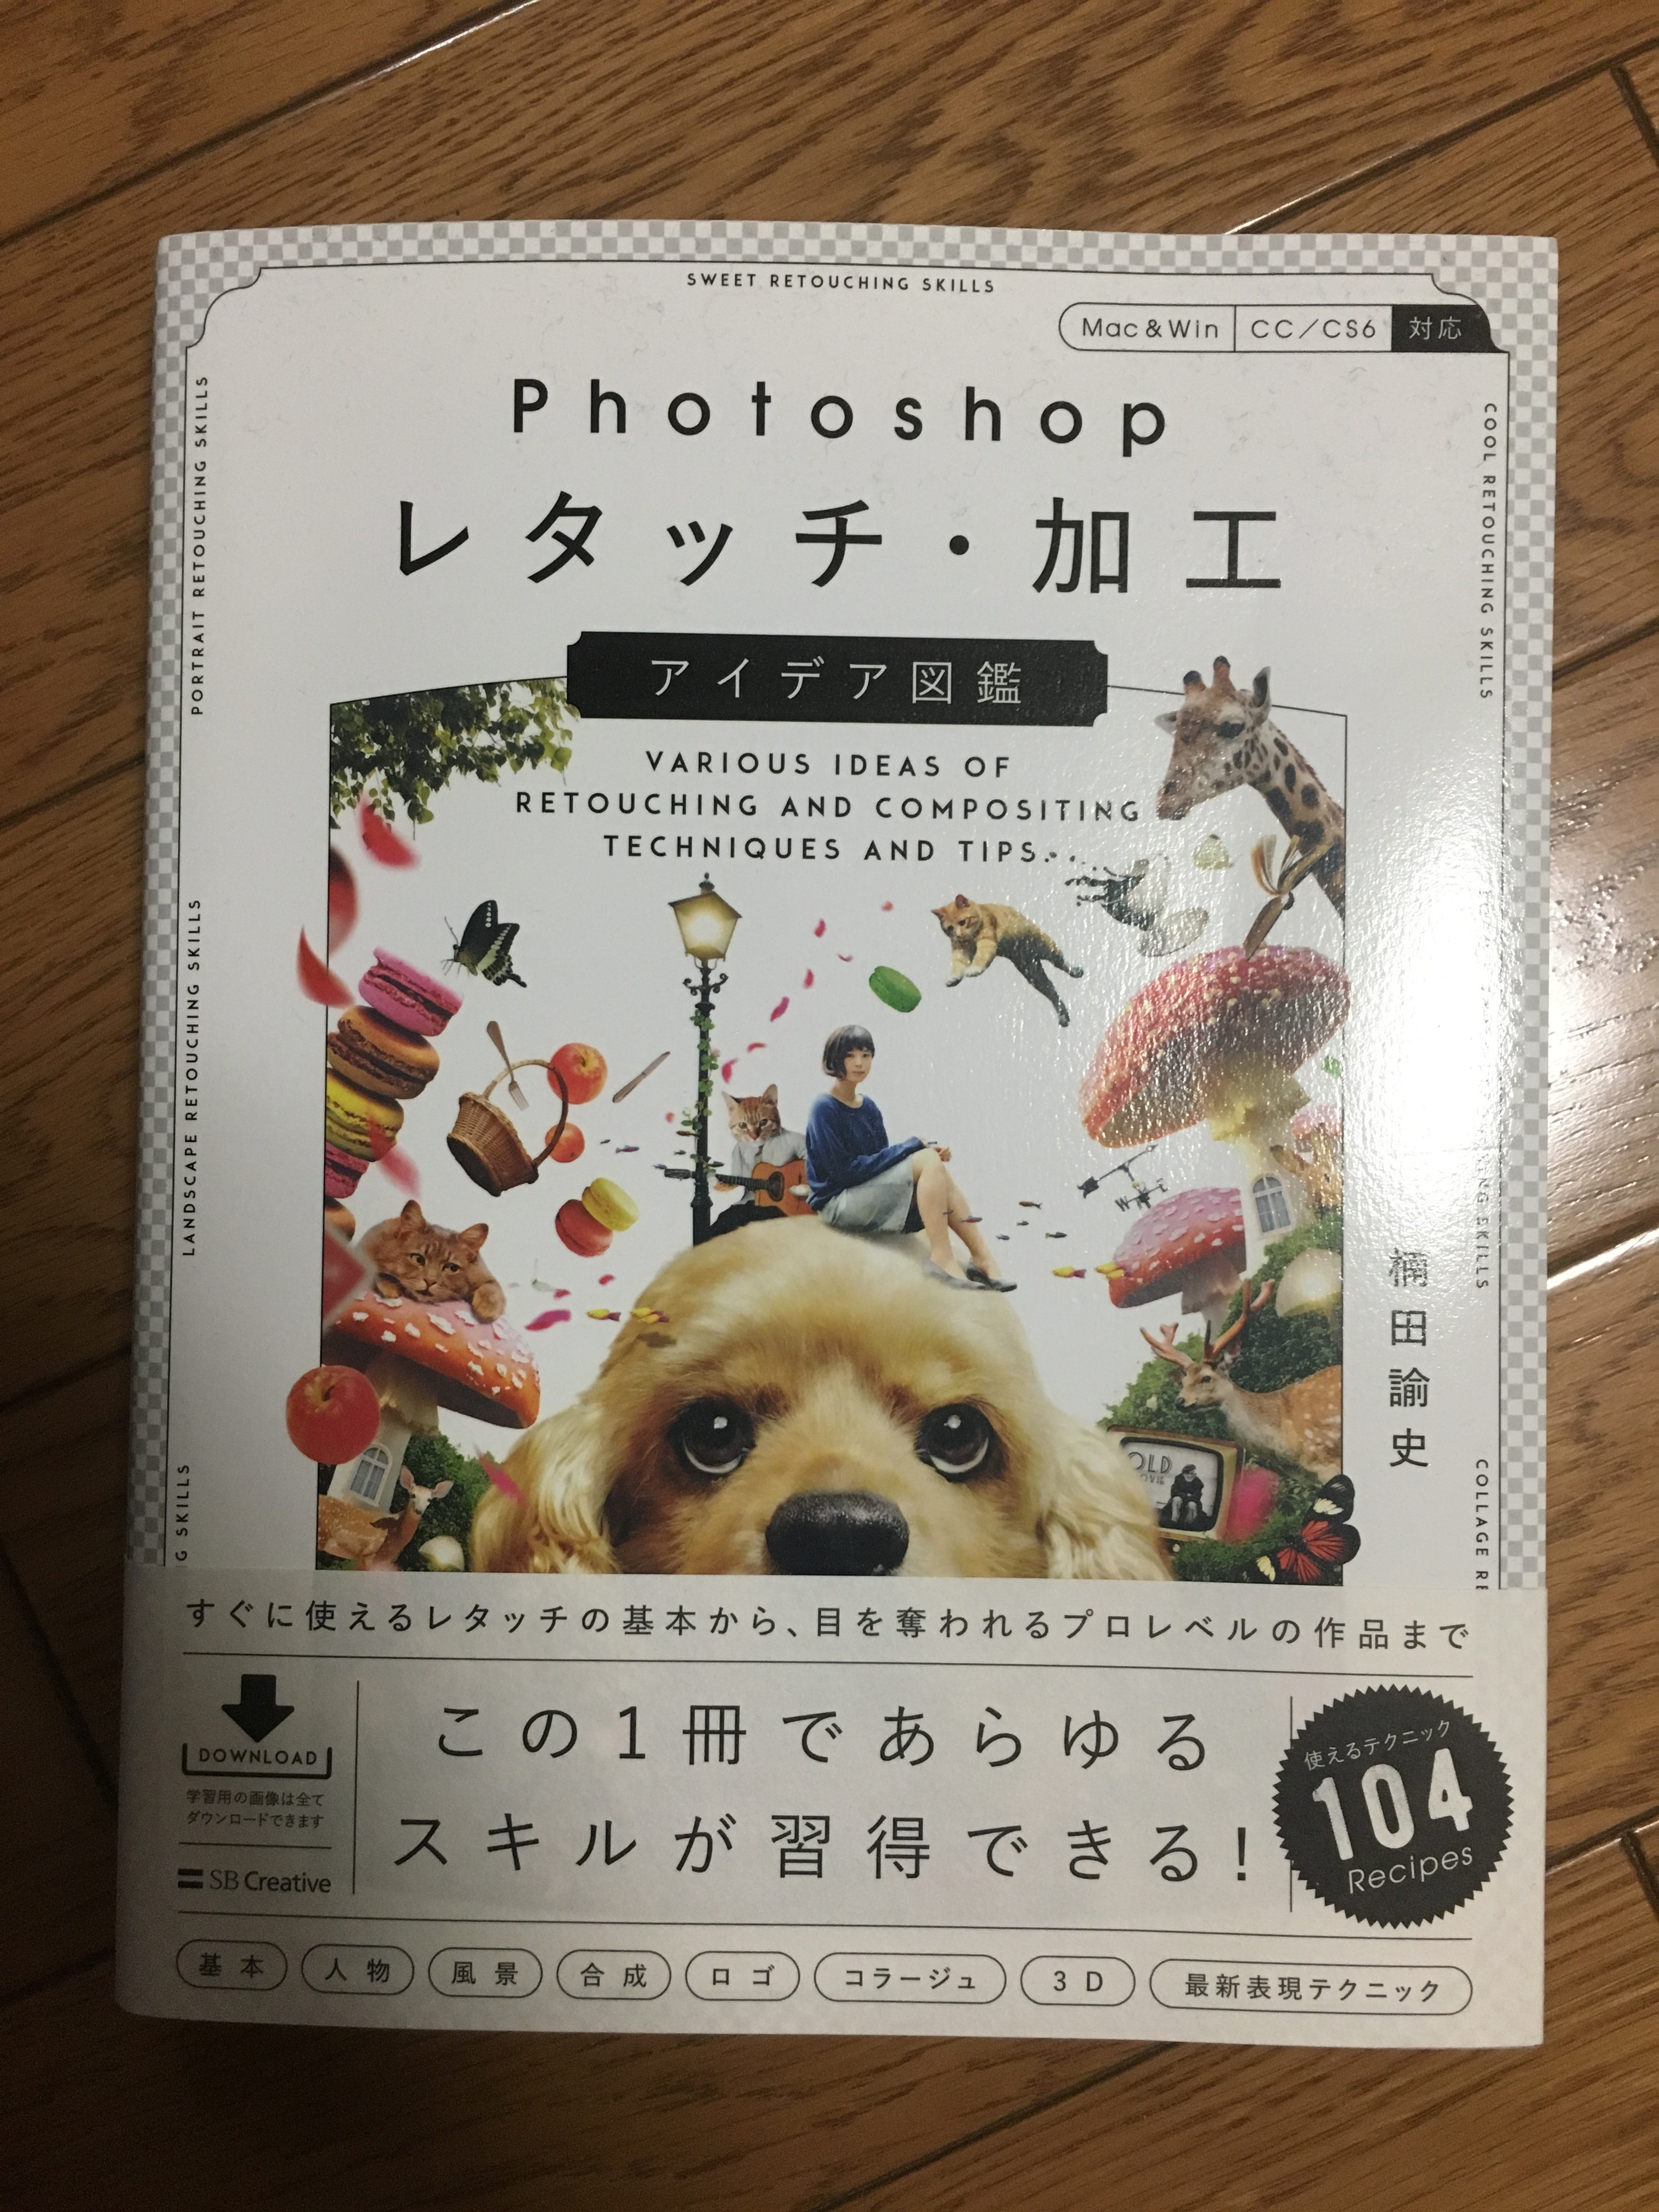 SWEET RETOUCHING SKILLS
Mac&Win
CC／CS6
対応
Photoshop
レタッチ・加工
アイデア図鑑
VARIOUS IDEAS OF
RETOUCHING AND COMPOSITING
TECHNIQUES AND TIPS...
PORTRAIT RETOUCHING SKILLS
LANDSCAPE RETOUCHING SKILLS
SKILLS
COOL RETOUCHING SKILLS
SKILLS
COLLAGE RE
楠田諭史
W
OLD
すぐに使えるレタッチの基本から、目を奪われるプロレベルの作品まで
DOWNLOAD
学習用の画像は全て
ダウンロードできます
SB Creative
この1冊であらゆる
スキルが習得できる！
使えるテクニック
104
Recipes
基本
人物
風景
合成
ロゴ
コラージュ
3D
最新表現テクニック